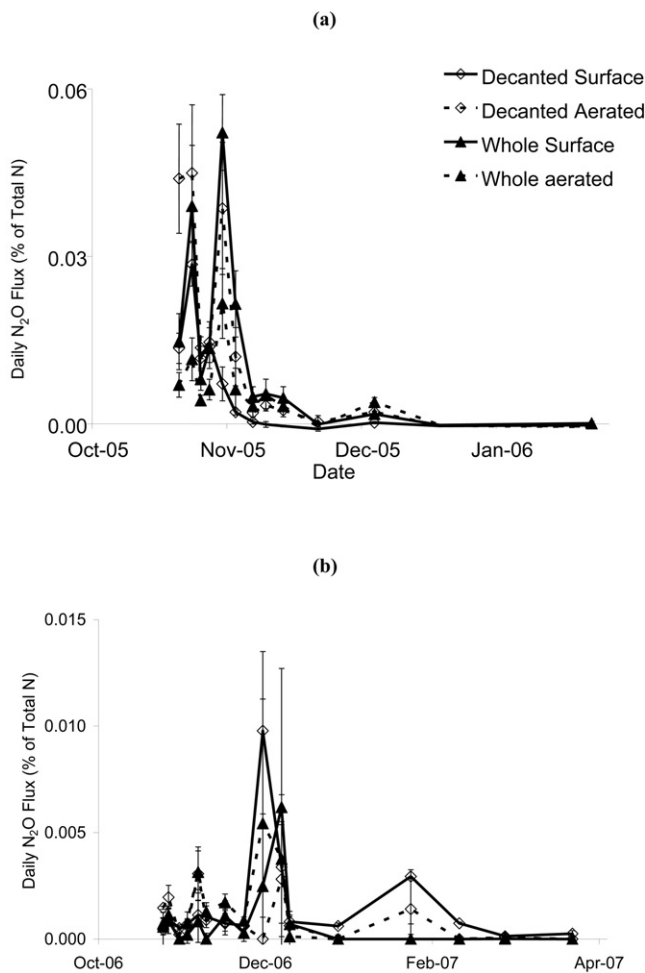 (a)
0.06
0.03
0.00
Daily N₂O Flux (% of Total N)
Decanted Surface
Decanted Aerated
Whole Surface
Whole aerated
Oct-05 Nov-05 Dec-05 Jan-06
Date
(b)
0.015
0.010
0.005
0.000
Daily N₂O Flux (% of Total N)
Oct-06 Dec-06 Feb-07 Apr-07